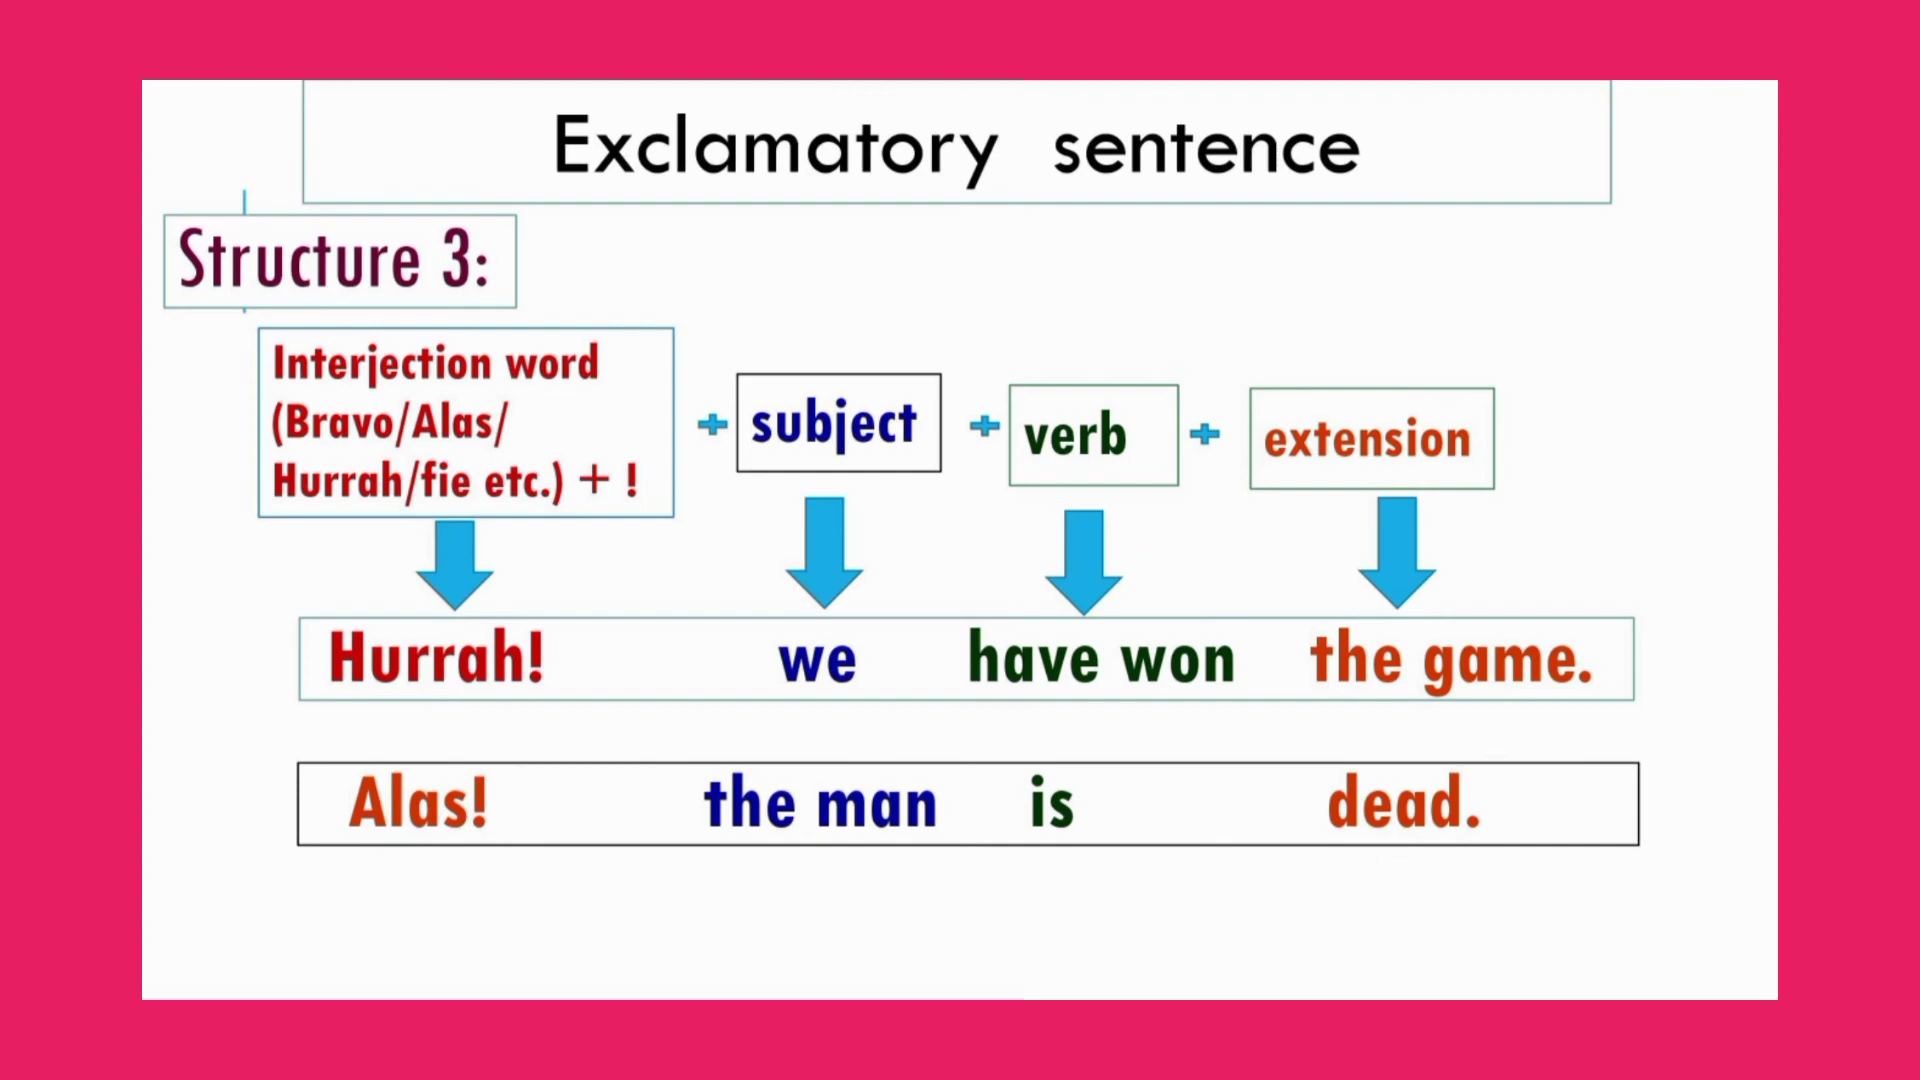 Exclamatory sentence
Structure 3:
Interjection word
(Bravo/Alas/
Hurrah/fie etc.) + !
+ subject + verb + extension
Hurrah! we have won the game.
Alas! the man is dead.